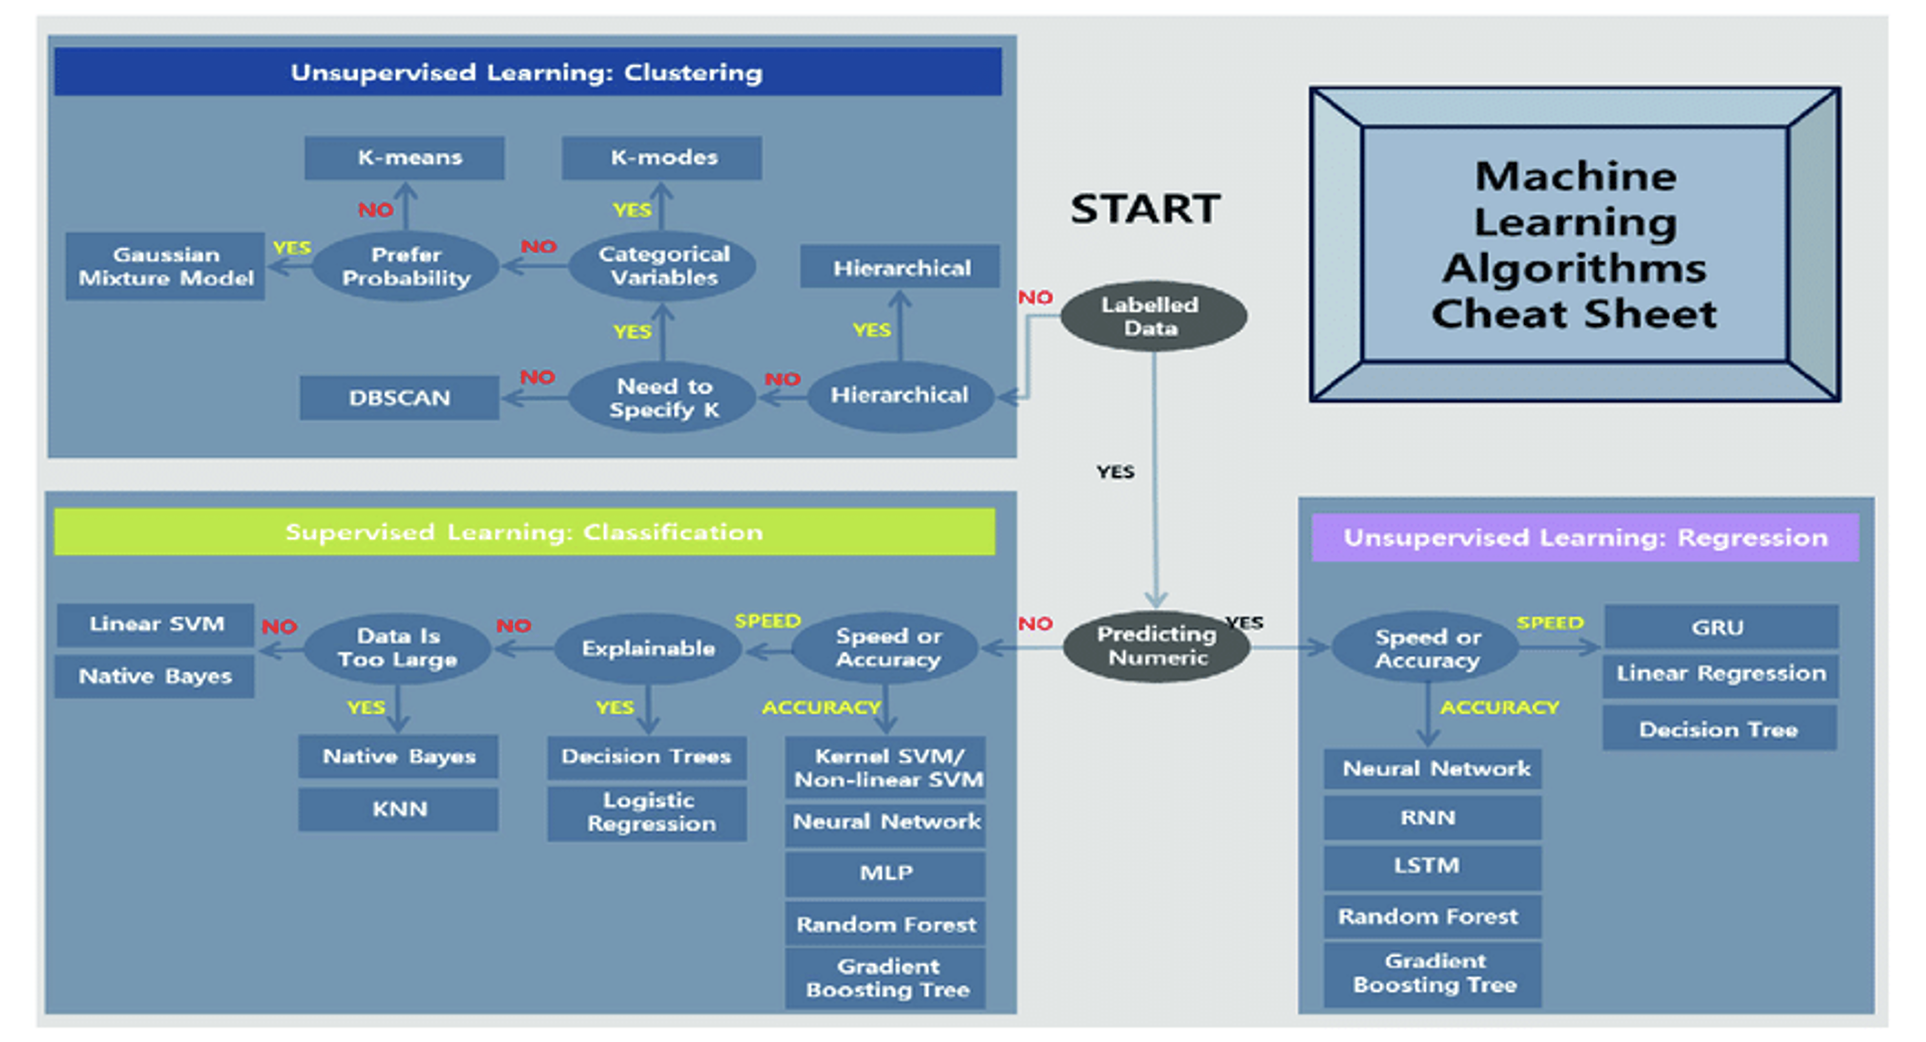 Unsupervised Learning: Clustering
K-means
K-modes
NO
YES
Gaussian
Mixture Model
YES
Prefer
Probability
NO
Categorical
Variables
Hierarchical
YES
YES
DBSCAN
NO
Need to
Specify K
NO
Hierarchical
START
NO
Labelled
Data
YES
Machine
Learning
Algorithms
Cheat Sheet
Supervised Learning: Classification
Linear SVM
Native Bayes
NO
Data Is
Too Large
NO
Explainable
SPEED
Speed or
Accuracy
NO
Predicting
Numeric
YES
YES
YES
ACCURACY
Native Bayes
KNN
Decision Trees
Logistic
Regression
Kernel SVM/
Non-linear SVM
Neural Network
MLP
Random Forest
Gradient
Boosting Tree
Unsupervised Learning: Regression
Speed or
Accuracy
SPEED
GRU
Linear Regression
Decision Tree
ACCURACY
Neural Network
RNN
LSTM
Random Forest
Gradient
Boosting Tree